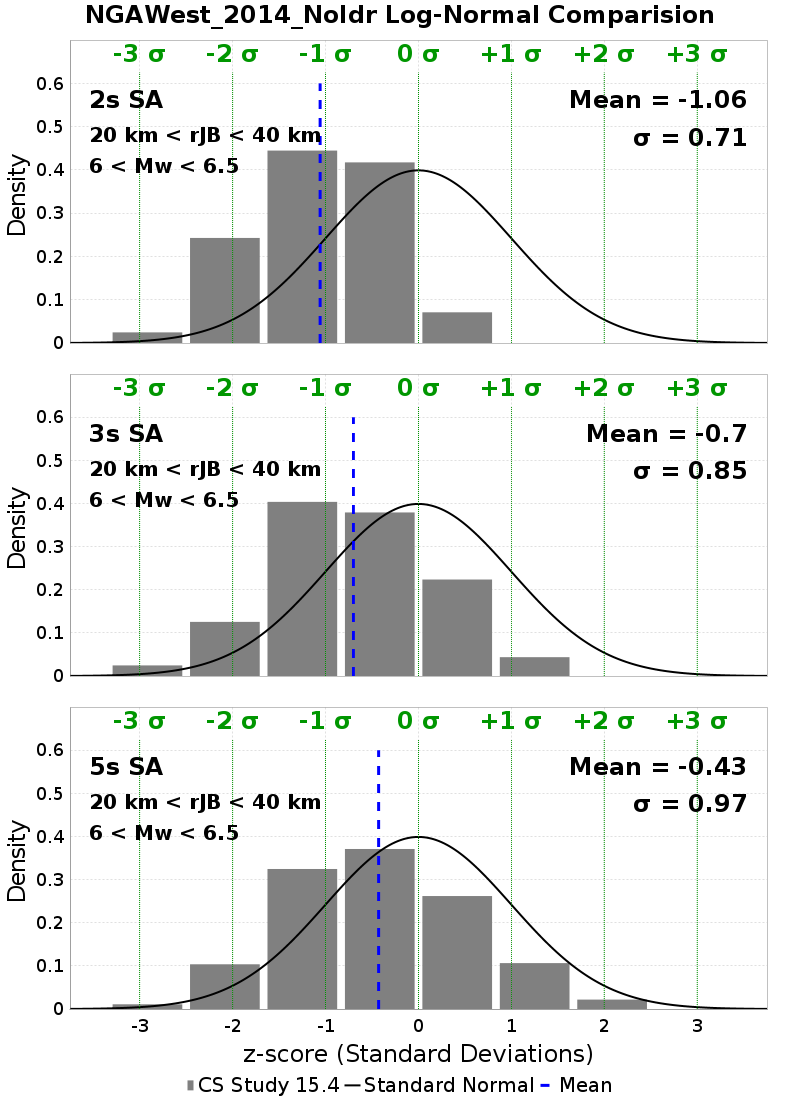 NGAWest_2014_NoIdr Log-Normal Comparision
-3 σ -2 σ -1 σ 0 σ +1 σ +2 σ +3 σ
2s SA
Mean = -1.06
20 km < rJB < 40 km
σ = 0.71
6 < Mw < 6.5
Density
0.6
0.5
0.4
0.3
0.2
0.1
0
-3 σ -2 σ -1 σ 0 σ +1 σ +2 σ +3 σ
3s SA
Mean = -0.7
20 km < rJB < 40 km
σ = 0.85
6 < Mw < 6.5
Density
0.6
0.5
0.4
0.3
0.2
0.1
0
-3 σ -2 σ -1 σ 0 σ +1 σ +2 σ +3 σ
5s SA
Mean = -0.43
20 km < rJB < 40 km
σ = 0.97
6 < Mw < 6.5
Density
0.6
0.5
0.4
0.3
0.2
0.1
0
-3 -2 -1 0 1 2 3
z-score (Standard Deviations)
CS Study 15.4 Standard Normal Mean